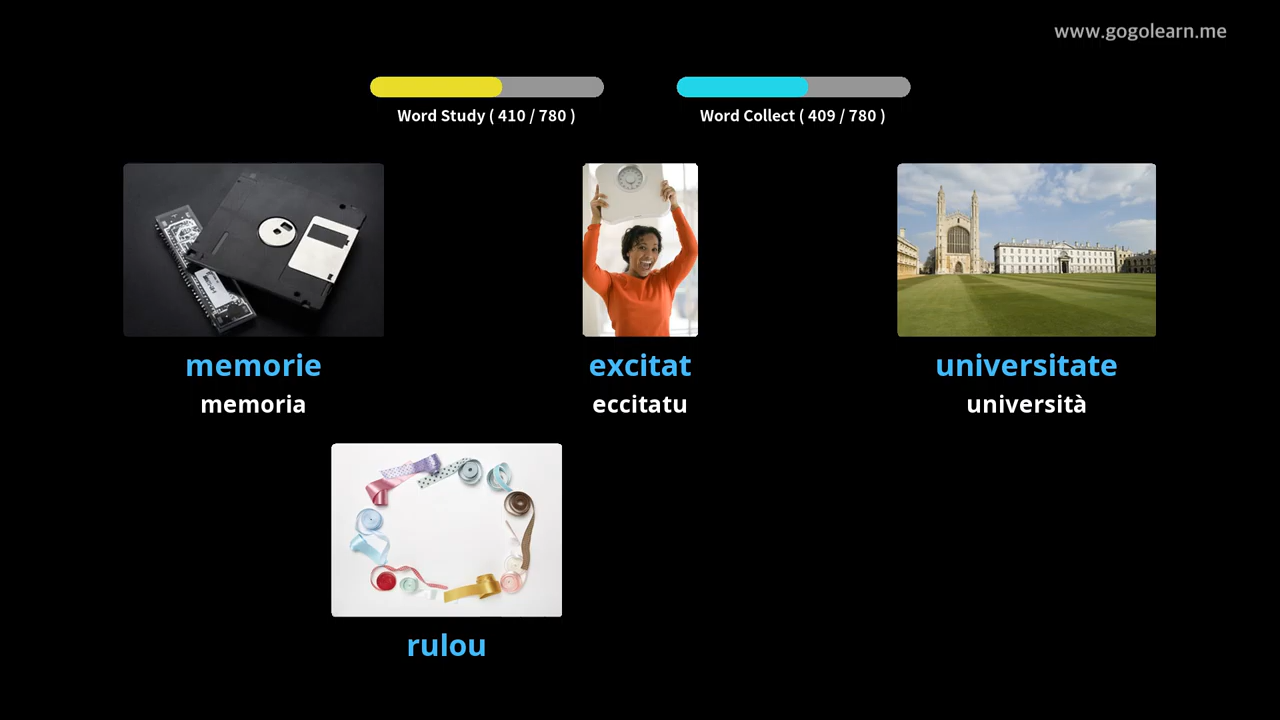 www.gogolearn.me
Word Study ( 410 / 780 )
Word Collect ( 409 / 780 )
memorie
memoria
excitat
eccitatu
universitate
università
rulou